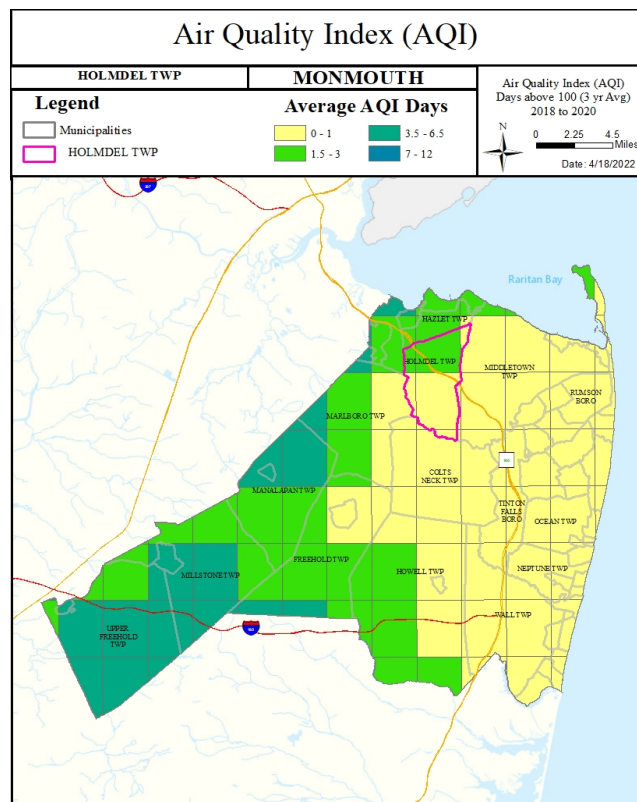 Air Quality Index (AQI)
HOLMDEL TWP
MONMOUTH
Legend
Municipalities
HOLMDEL TWP
Average AQI Days
0 - 1
1.5 - 3
3.5 - 6.5
7 - 12
Air Quality Index (AQI)
Days above 100 (3 yr Avg)
2018 to 2020
N
0 2.25 4.5
Miles
Date: 4/18/2022
Raritan Bay
HAZLET TWP
HOLMDEL TWP
MIDDLETOWN
TWP
RUMSON
BORO
MARLBORO TWP
COLTS
NECK TWP
MANALAPAN TWP
TINTON
FALLS
BORO
OCEAN TWP
FREEHOLD TWP
MILLSTONE TWP
HOWELL TWP
NEPTUNE TWP
WALL TWP
UPPER
FREEHOLD
TWP